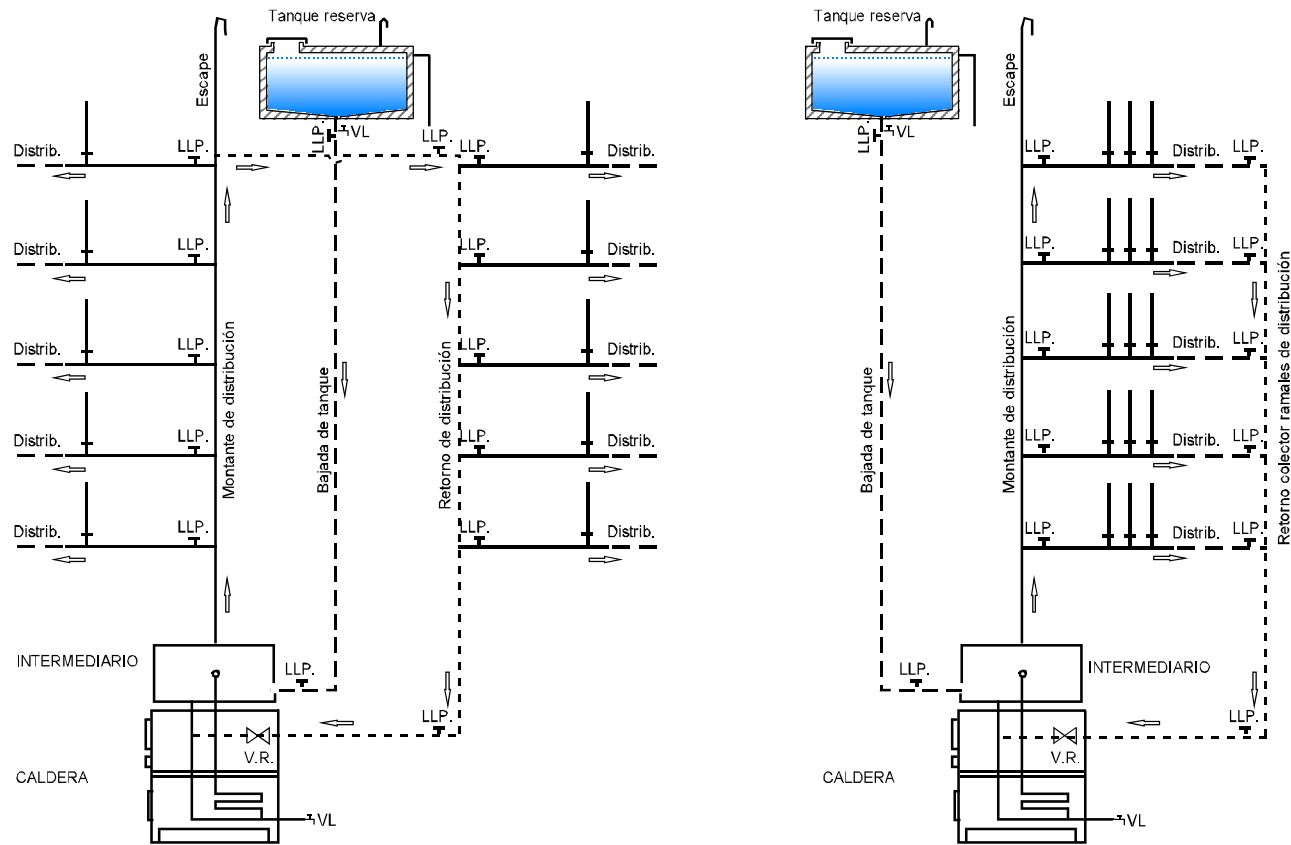 Tanque reserva
Escape
LLP.
VL
LLP.
Distrib.
LLP.
LLP.
Distrib.
Distrib.
LLP.
LLP.
Distrib.
Distrib.
LLP.
LLP.
Distrib.
Distrib.
LLP.
LLP.
Distrib.
Distrib.
LLP.
LLP.
Distrib.
Montante de distribución
Bajada de tanque
Retorno de distribución
INTERMEDIARIO
LLP.
LLP.
V.R.
CALDERA
VL
Tanque reserva
Escape
LLP.
VL
LLP.
Distrib.
LLP.
LLP.
Distrib.
LLP.
LLP.
Distrib.
LLP.
LLP.
Distrib.
LLP.
LLP.
Distrib.
LLP.
Bajada de tanque
Montante de distribución
Retorno colector ramales de distribución
LLP.
INTERMEDIARIO
LLP.
V.R.
CALDERA
VL